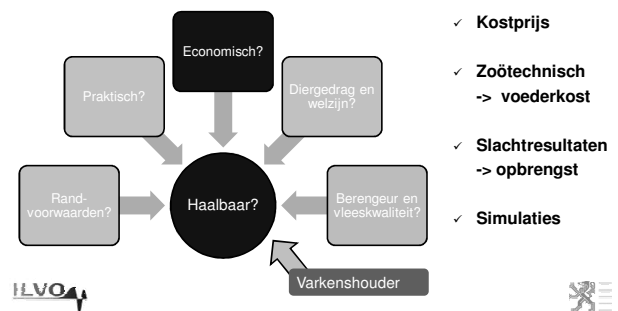 Economisch?
Praktisch?
Diergedrag en
welzijn?
Rand-
voorwaarden?
Haalbaar?
Berengeur en
vleeskwaliteit?
Varkenshouder
✓ Kostprijs
✓ Zoötechnisch
-> voederkost
✓ Slachtresultaten
-> opbrengst
✓ Simulaties
ILVO